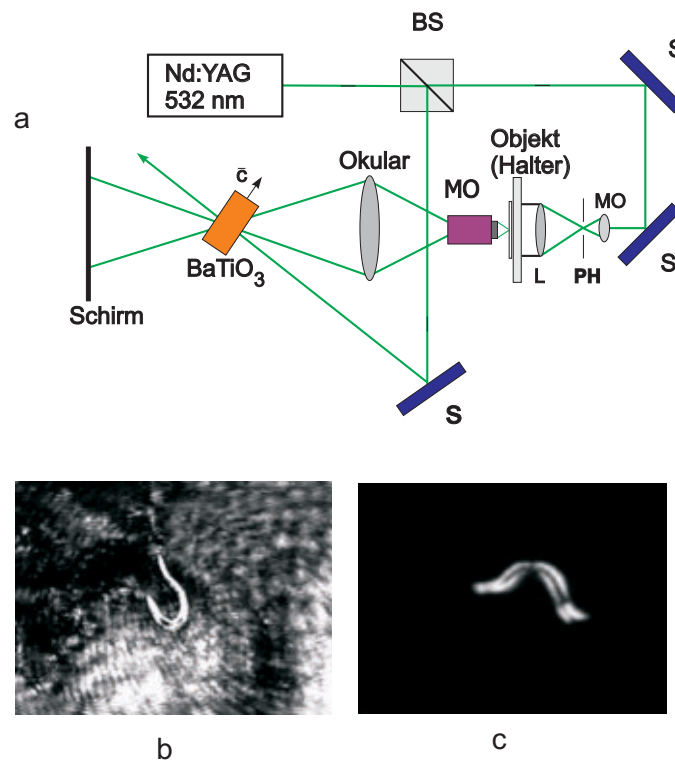 BS
S
Nd:YAG
532 nm
a
Objekt
(Halter)
Okular
c̄
MO
MO
BaTiO3
L
PH
S
Schirm
S
b
c